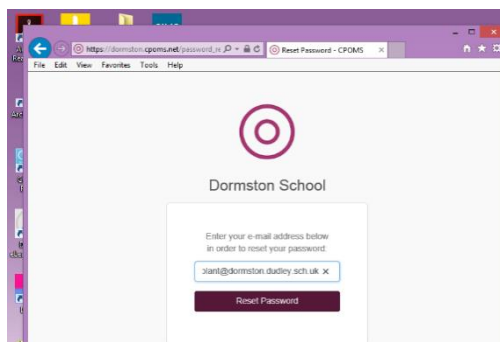 https://dormston.cpoms.net/password_re
Reset Password - CPOMS
File Edit View Favorites Tools Help
Dormston School
Enter your e-mail address below
in order to reset your password:
plant@dormston.dudley.sch.uk
Reset Password